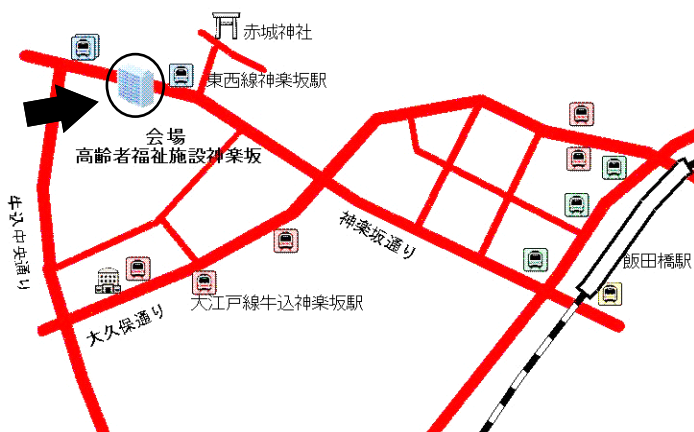 赤城神社
東西線神楽坂駅
会場
高齢者福祉施設神楽坂
牛込中央通り
神楽坂通り
飯田橋駅
大江戸線牛込神楽坂駅
大久保通り